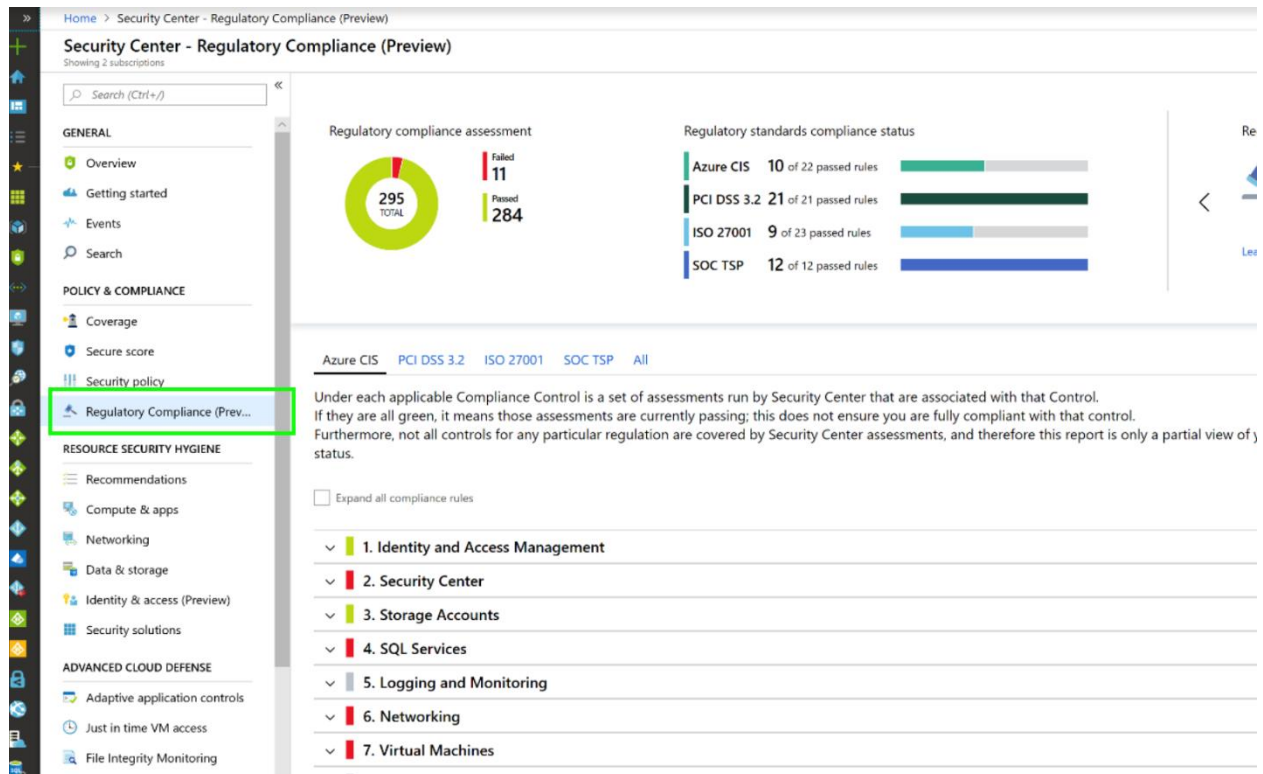 Home > Security Center - Regulatory Compliance (Preview)
Security Center - Regulatory Compliance (Preview)
Showing 2 subscriptions
Search (Ctrl+/)
GENERAL
Overview
Getting started
Events
Search
POLICY & COMPLIANCE
Coverage
Secure score
Security policy
Regulatory Compliance (Prev...
RESOURCE SECURITY HYGIENE
Recommendations
Compute & apps
Networking
Data & storage
Identity & access (Preview)
Security solutions
ADVANCED CLOUD DEFENSE
Adaptive application controls
Just in time VM access
File Integrity Monitoring
Regulatory compliance assessment
295
TOTAL
Failed
11
Passed
284
Regulatory standards compliance status
Azure CIS 10 of 22 passed rules
PCI DSS 3.2 21 of 21 passed rules
ISO 27001 9 of 23 passed rules
SOC TSP 12 of 12 passed rules
Re
Lea
Azure CIS PCI DSS 3.2 ISO 27001 SOC TSP All
Under each applicable Compliance Control is a set of assessments run by Security Center that are associated with that Control.
If they are all green, it means those assessments are currently passing; this does not ensure you are fully compliant with that control.
Furthermore, not all controls for any particular regulation are covered by Security Center assessments, and therefore this report is only a partial view of y
status.
Expand all compliance rules
1. Identity and Access Management
2. Security Center
3. Storage Accounts
4. SQL Services
5. Logging and Monitoring
6. Networking
7. Virtual Machines